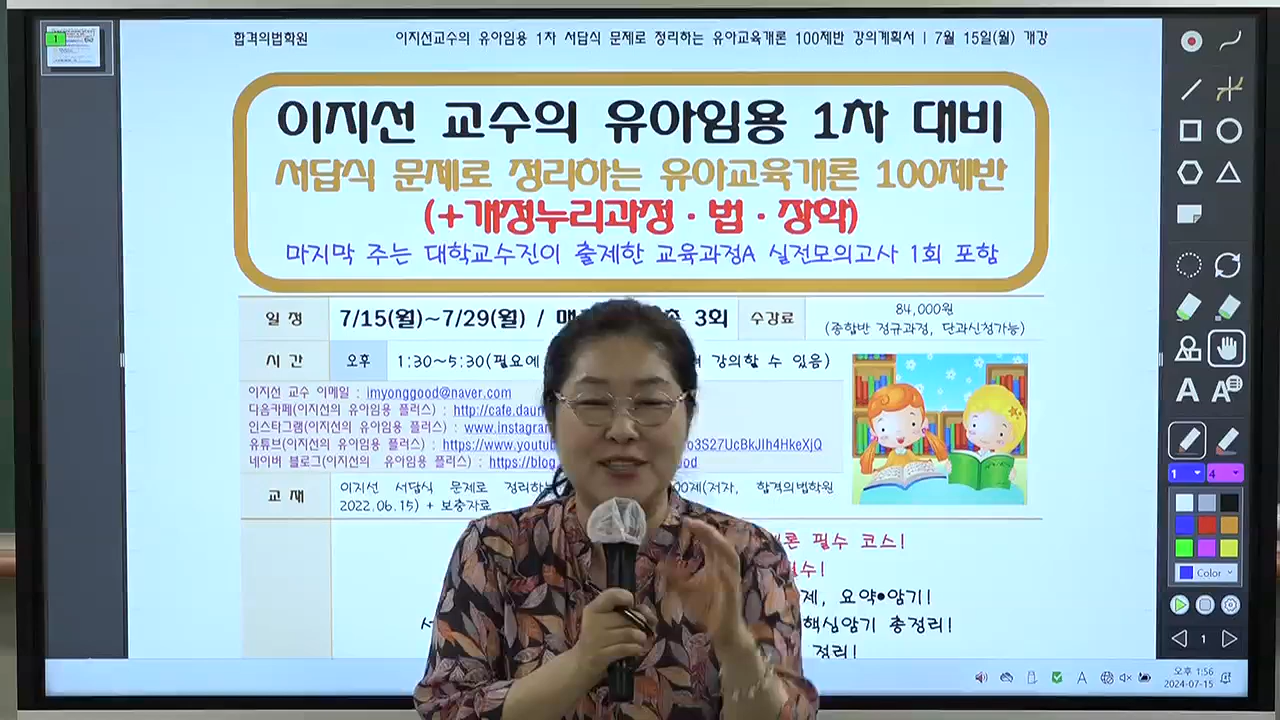 합격의법학원
이지선교수의 유아임용 1차 서답식 문제로 정리하는 유아교육개론 100제반 강의계획서 | 7월 15일(월) 개강
이지선 교수의 유아임용 1차 대비
서답식 문제로 정리하는 유아교육개론 100제반
(+개정누리과정·법·장학)
마지막 주는 대학교수진이 출제한 교육과정A 실전모의고사 1회 포함
일 정 7/15(월)~7/29(월) / 3회 수강료 84,000원
(종합반 정규과정, 단과신청가능)
시 간 오후 1:30~5:30(필요에 강의할 수 있음)
이지선 교수 이메일 : imyonggood@naver.com
다음카페(이지선의 유아임용 플러스) : http://cafe.daum
인스타그램(이지선의 유아임용 플러스) : www.instagram
유튜브(이지선의 유아임용 플러스) : https://www.youtub o3S27UcBkJIh4HkeXjQ
네이버 블로그(이지선의 유아임용 플러스) : https://blog. ood
교 재 이지선 서답식 문제로 정리하는 00제(저자, 합격의법학원
2022.06.15) + 보충자료
개론 필수 코스!
필수!
제, 요약●암기!
핵심암기 총정리!
정리!
1
A
A
1 4
Color
1
A
오후 1:56
2024-07-15